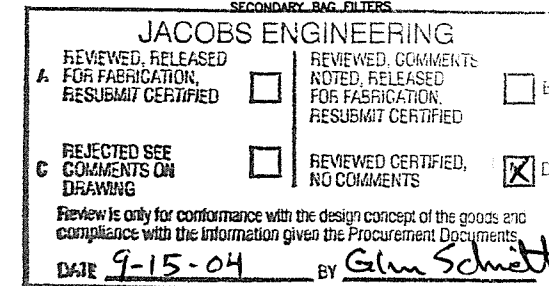 SECONDARY BAG FILTERS
JACOBS ENGINEERING
A REVIEWED, RELEASED FOR FABRICATION, RESUBMIT CERTIFIED
REVIEWED, COMMENTS NOTED, RELEASED FOR FABRICATION. RESUBMIT CERTIFIED
C REJECTED SEE COMMENTS ON DRAWING
REVIEWED CERTIFIED, NO COMMENTS X D
Review is only for conformance with the design concept of the goods and
compliance with the information given the Procurement Documents
DATE 9-15-04 BY